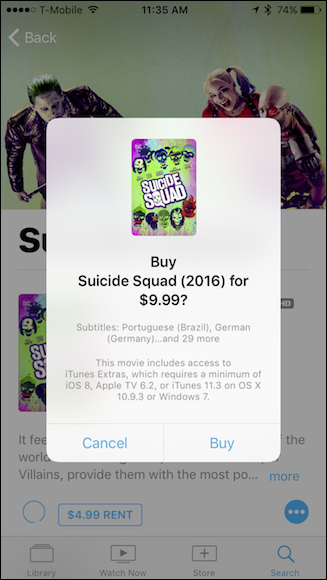 T-Mobile 11:35 AM 74%
Back
DC
SUICIDE
SQUAD
Buy
Suicide Squad (2016) for
$9.99?
Subtitles: Portuguese (Brazil), German
(Germany)...and 29 more
This movie includes access to
iTunes Extras, which requires a minimum of
iOS 8, Apple TV 6.2, or iTunes 11.3 on OS X
10.9.3 or Windows 7.
Cancel Buy
Su
HD
It fee the
world
Villains, provide them with the most po... more
$4.99 RENT
Library Watch Now Store Search